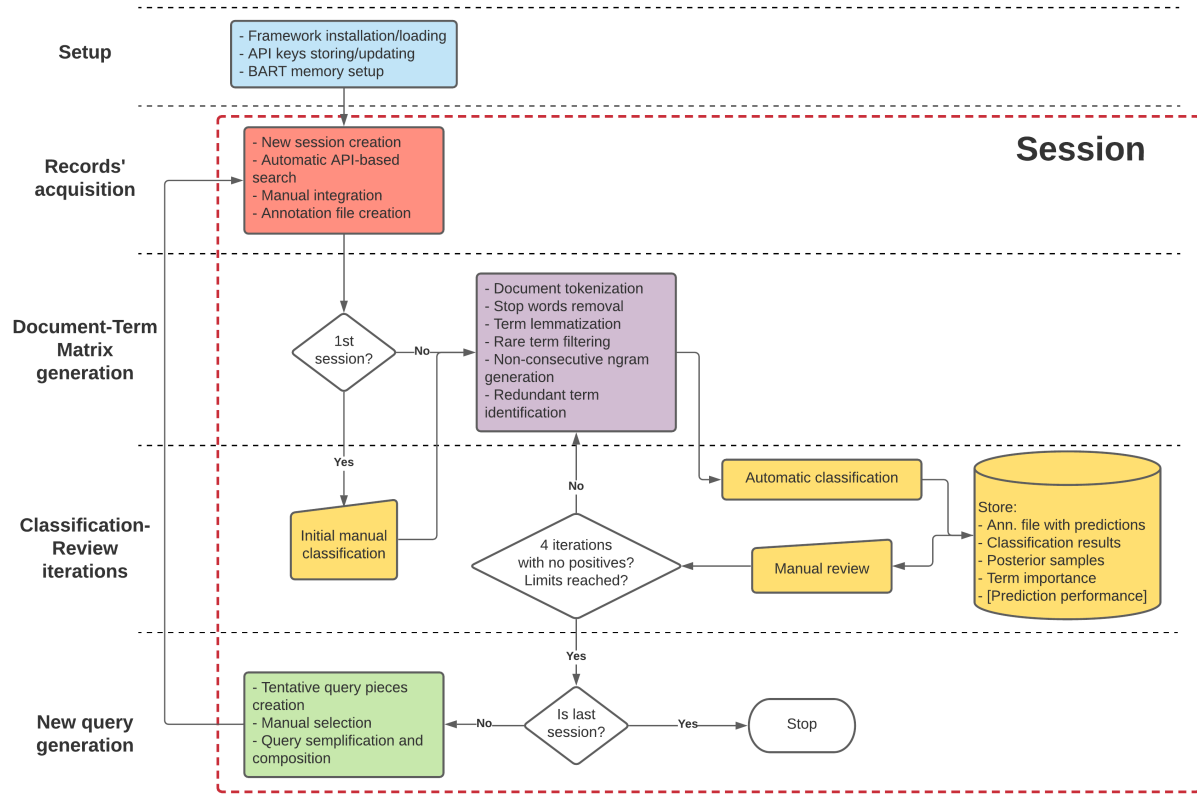 Setup
- Framework installation/loading
- API keys storing/updating
- BART memory setup
Session
Records'
acquisition
- New session creation
- Automatic API-based
search
- Manual integration
- Annotation file creation
Document-Term
Matrix
generation
1st
session?
No
- Document tokenization
- Stop words removal
- Term lemmatization
- Rare term filtering
- Non-consecutive ngram
generation
- Redundant term
identification
Yes
No
Classification-
Review
iterations
Initial manual
classification
4 iterations
with no positives?
Limits reached?
Automatic classification
Manual review
Store:
- Ann. file with predictions
- Classification results
- Posterior samples
- Term importance
- [Prediction performance]
Yes
New query
generation
- Tentative query pieces
creation
- Manual selection
- Query semplification and
composition
No
Is last
session?
Yes
Stop